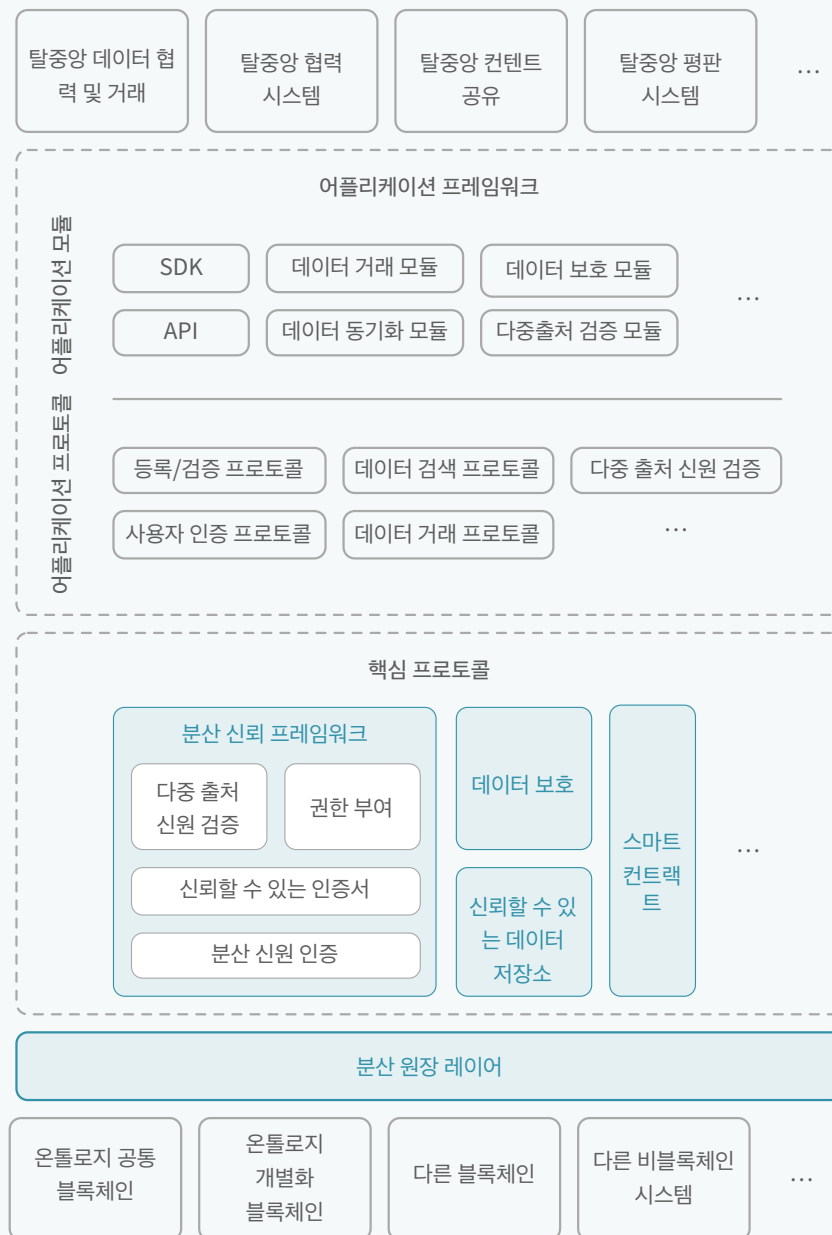 탈중앙 데이터 협
력 및 거래
탈중앙 협력
시스템
탈중앙 컨텐트
공유
탈중앙 평판
시스템
…
어플리케이션 프레임워크
어플리케이션 모듈
SDK
데이터 거래 모듈
데이터 보호 모듈
…
API
데이터 동기화 모듈
다중출처 검증 모듈
어플리케이션 프로토콜
등록/검증 프로토콜
데이터 검색 프로토콜
다중 출처 신원 검증
사용자 인증 프로토콜
데이터 거래 프로토콜
…
핵심 프로토콜
분산 신뢰 프레임워크
다중 출처
신원 검증
권한 부여
신뢰할 수 있는 인증서
분산 신원 인증
데이터 보호
신뢰할 수 있
는 데이터
저장소
스마트
컨트랙
트
…
분산 원장 레이어
온톨로지 공통
블록체인
온톨로지
개별화
블록체인
다른 블록체인
다른 비블록체인
시스템
…